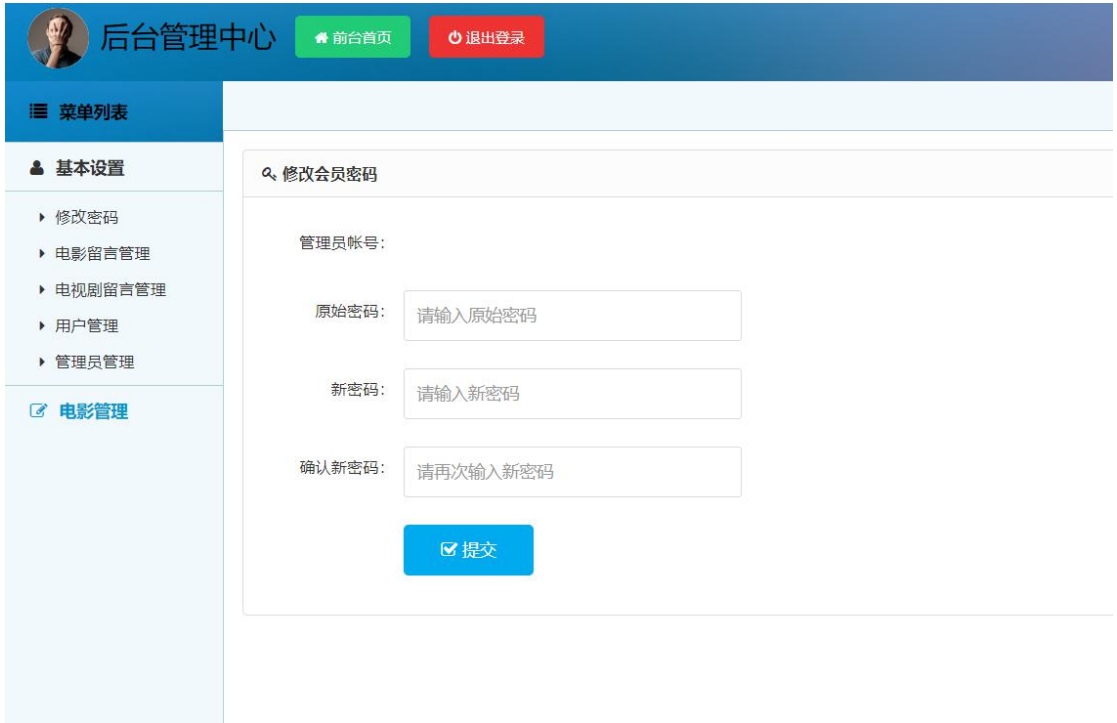 后台管理中心 前台首页 退出登录
菜单列表
基本设置
修改密码
电影留言管理
电视剧留言管理
用户管理
管理员管理
电影管理
修改会员密码
管理员帐号:
原始密码: 请输入原始密码
新密码: 请输入新密码
确认新密码: 请再次输入新密码
提交